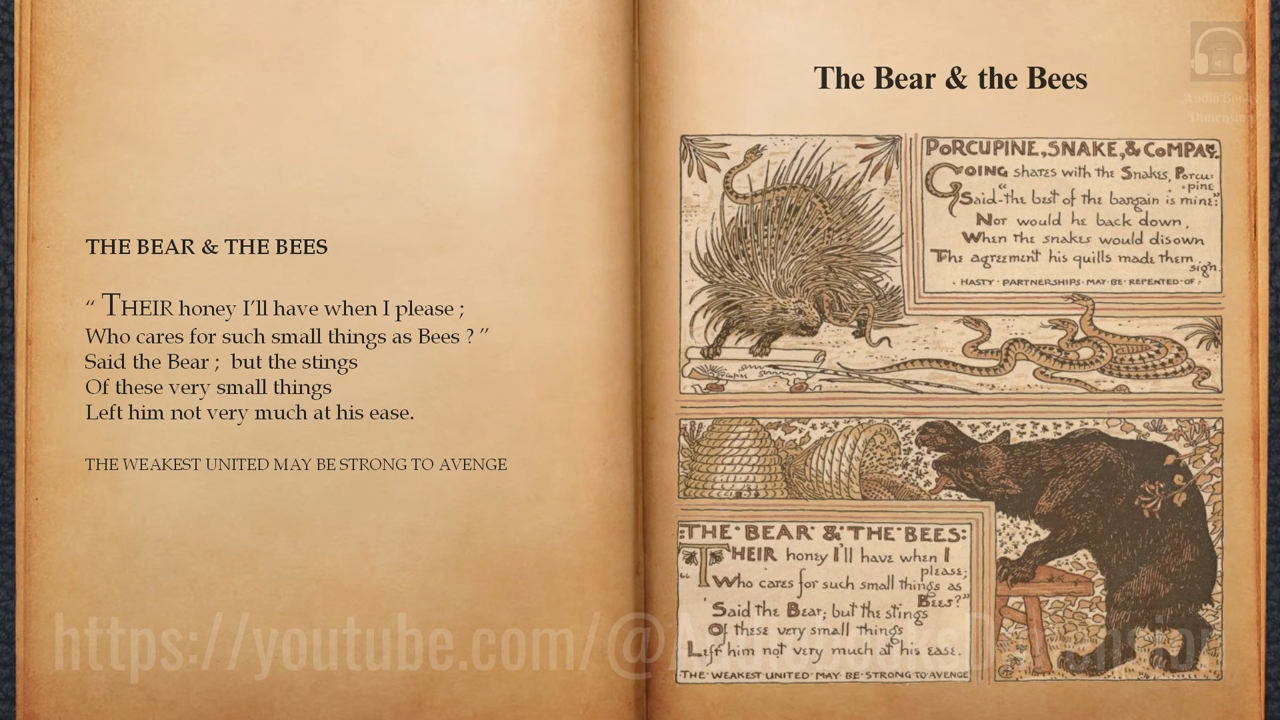 THE BEAR & THE BEES
“ THEIR honey I’ll have when I please ;
Who cares for such small things as Bees ? ”
Said the Bear ; but the stings
Of these very small things
Left him not very much at his ease.
THE WEAKEST UNITED MAY BE STRONG TO AVENGE
The Bear & the Bees
Audio Books
Dimension
PORCUPINE, SNAKE, & COMPAY.
GOING shares with the Snakes, Porcu-
pine
Said-"the best of the bargain is mine:"
Nor would he back down,
When the snakes would disown
The agreement his quills made them
sign.
HASTY · PARTNERSHIPS · MAY · BE · REPENTED · OF
:THE · BEAR · & · THE · BEES:
“THEIR honey I'll have when I
please;
Who cares for such small things as
Bees?”
Said the Bear; but the stings
Of these very small things
Left him not very much at his ease.
THE · WEAKEST · UNITED · MAY · BE · STRONG · TO · AVENGE
https://youtube.com/@AudiobooksDimension